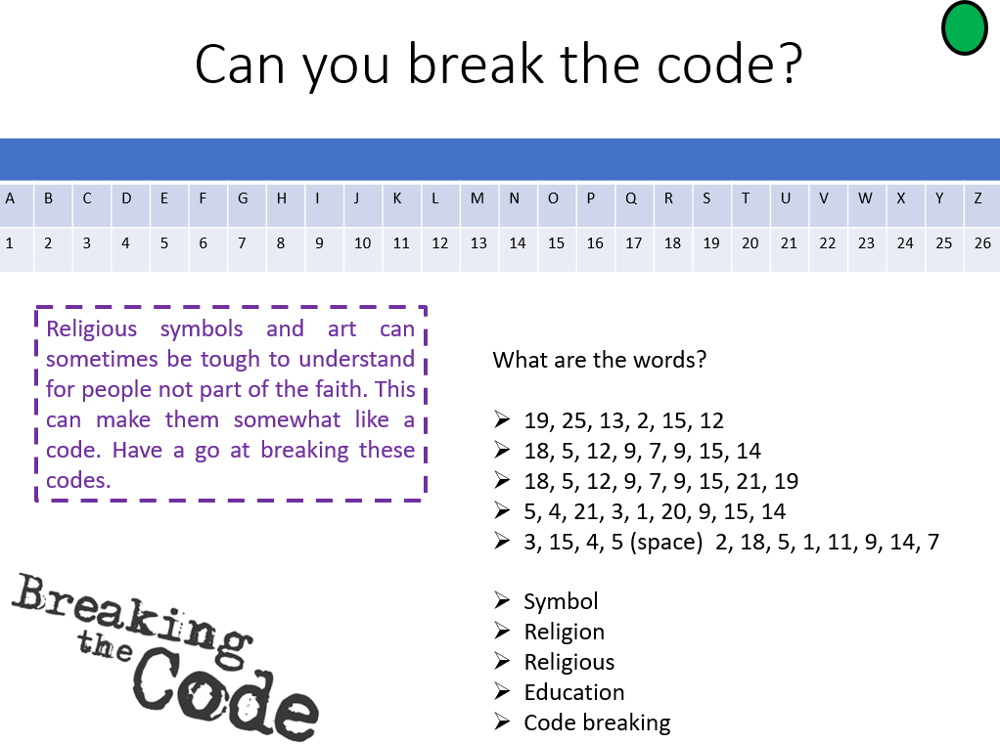 Can you break the code?
A B C D E F G H I J K L M N O P Q R S T U V W X Y Z
1 2 3 4 5 6 7 8 9 10 11 12 13 14 15 16 17 18 19 20 21 22 23 24 25 26
Religious symbols and art can
sometimes be tough to understand
for people not part of the faith. This
can make them somewhat like a
code. Have a go at breaking these
codes.
What are the words?
➢ 19, 25, 13, 2, 15, 12
➢ 18, 5, 12, 9, 7, 9, 15, 14
➢ 18, 5, 12, 9, 7, 9, 15, 21, 19
➢ 5, 4, 21, 3, 1, 20, 9, 15, 14
➢ 3, 15, 4, 5 (space) 2, 18, 5, 1, 11, 9, 14, 7
➢ Symbol
➢ Religion
➢ Religious
➢ Education
➢ Code breaking
Breaking
the
Code